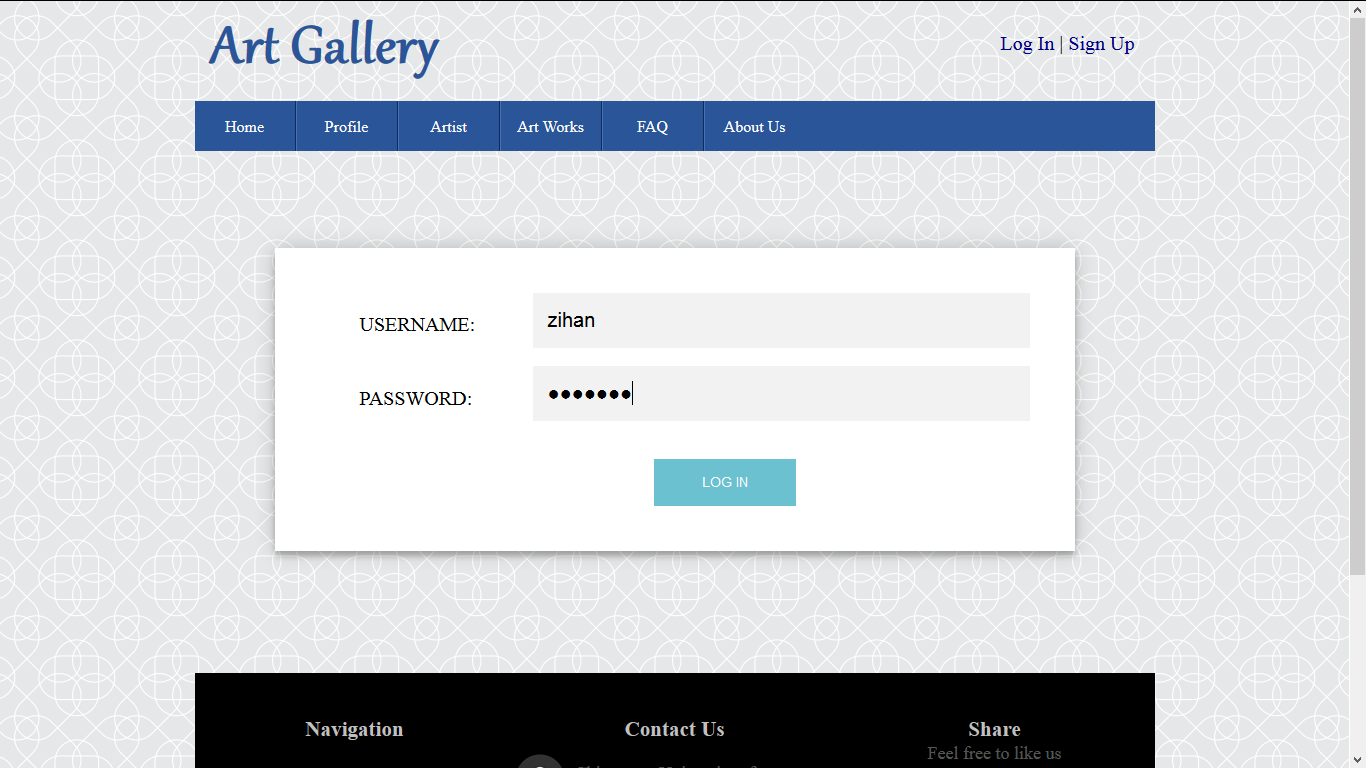 Art Gallery
Log In | Sign Up
Home Profile Artist Art Works FAQ About Us
USERNAME: zihan
PASSWORD: •••••••
LOG IN
Navigation Contact Us Share
Feel free to like us